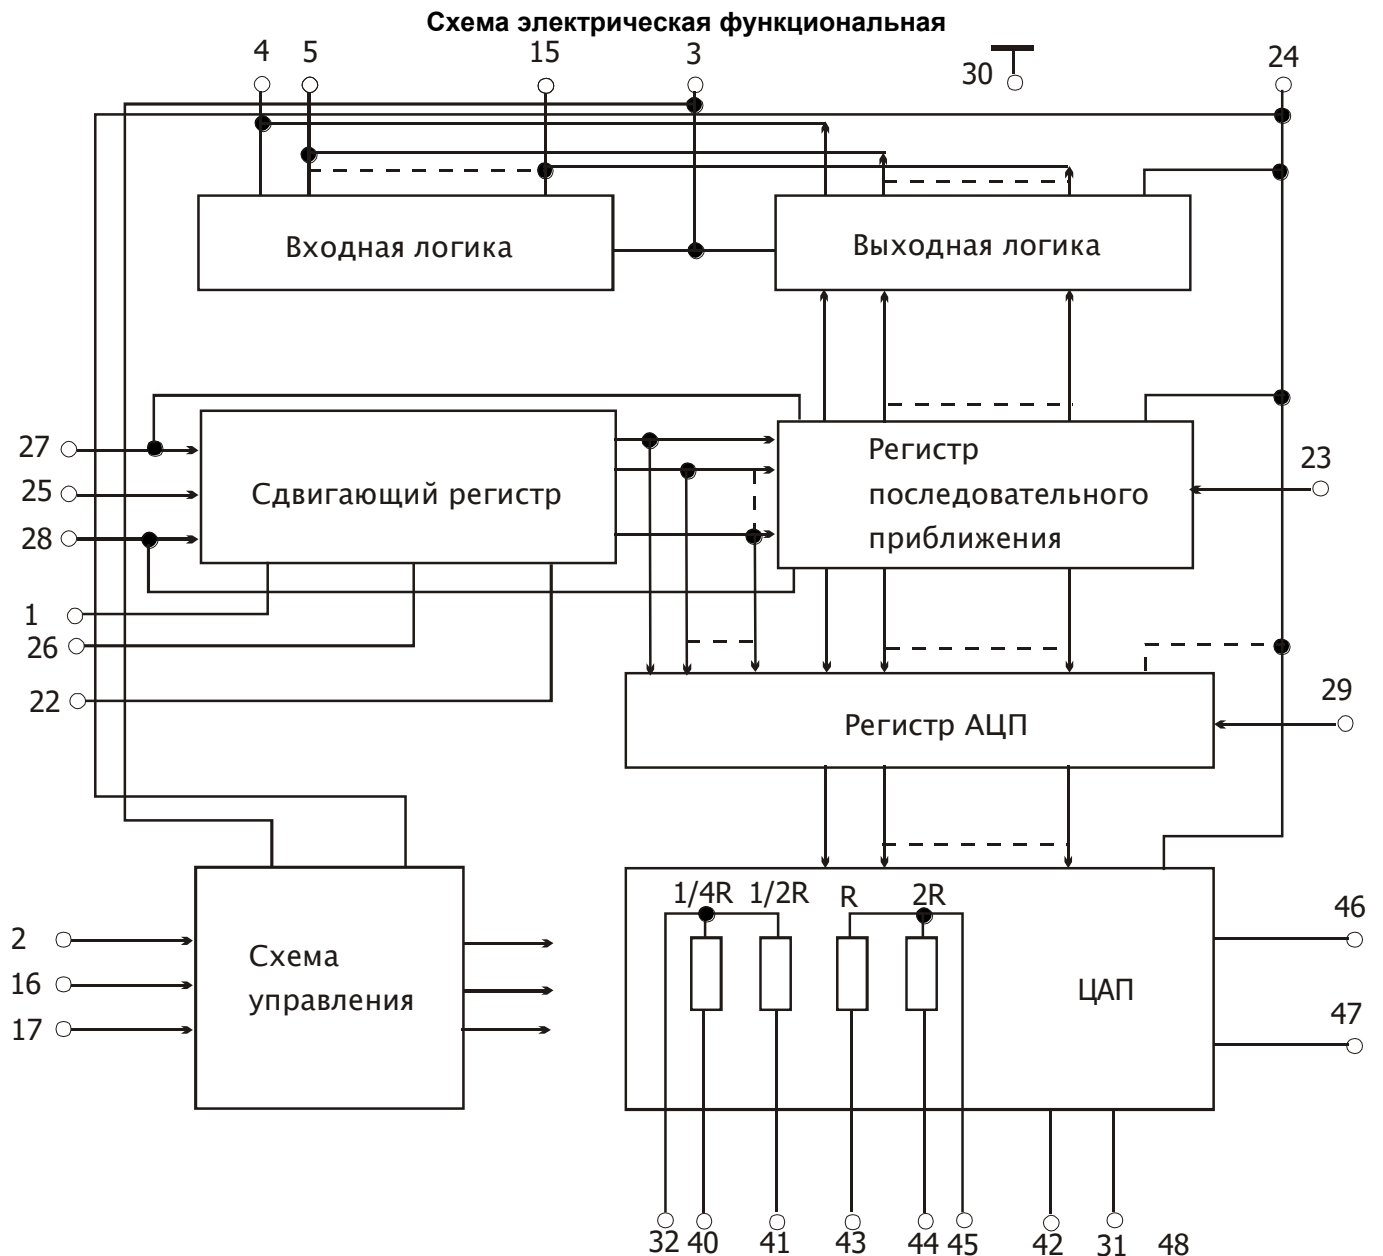 Схема электрическая функциональная
4 5 15 3 30 24
Входная логика
Выходная логика
27
25
28
1
26
22
Сдвигающий регистр
Регистр
последовательного
приближения
23
Регистр АЦП
29
2
16
17
Схема
управления
1/4R 1/2R R 2R
ЦАП
46
47
32 40 41 43 44 45 42 31 48